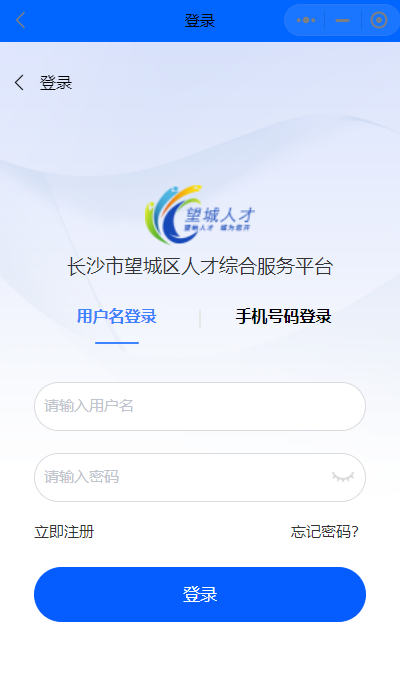 登录
登录
望城人才
望纳人才 城为您开
长沙市望城区人才综合服务平台
用户名登录 手机号码登录
请输入用户名
请输入密码
立即注册 忘记密码?
登录